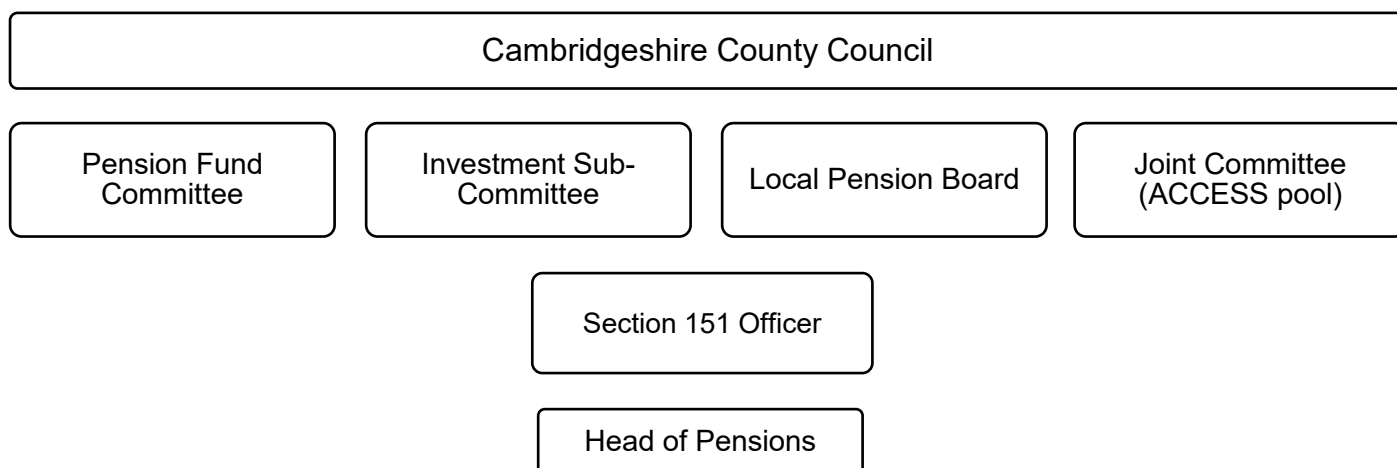 Cambridgeshire County Council
Pension Fund
Committee
Investment Sub-
Committee
Local Pension Board
Joint Committee
(ACCESS pool)
Section 151 Officer
Head of Pensions